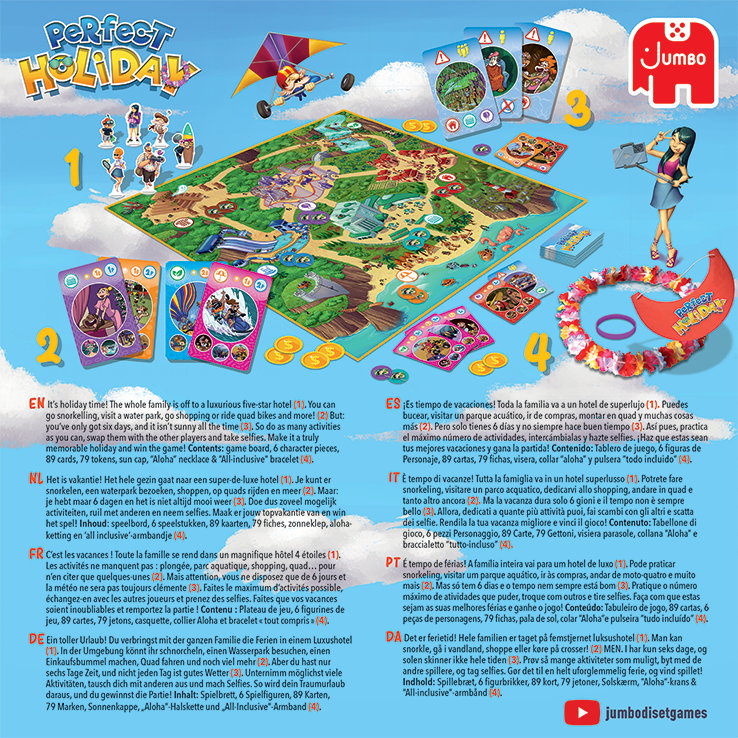 PERFECT
HOLIDAY
JUMBO
1
3
2
4
PERFECT
HOLIDAY
PERFECT
HOLIDAY
EN It's holiday time! The whole family is off to a luxurious five-star hotel (1). You can
go snorkelling, visit a water park, go shopping or ride quad bikes and more! (2) But:
you've only got six days, and it isn't sunny all the time (3). So do as many activities
as you can, swap them with the other players and take selfies. Make it a truly
memorable holiday and win the game! Contents: game board, 6 character pieces,
89 cards, 79 tokens, sun cap, "Aloha" necklace & "All-inclusive" bracelet (4).
NL Het is vakantie! Het hele gezin gaat naar een super-de-luxe hotel (1). Je kunt er
snorkelen, een waterpark bezoeken, shoppen, op quads rijden en meer (2). Maar:
je hebt maar 6 dagen en het is niet altijd mooi weer (3). Doe dus zoveel mogelijk
activiteiten, ruil met anderen en neem selfies. Maak er jouw topvakantie van en win
het spel! Inhoud: speelbord, 6 speelstukken, 89 kaarten, 79 fiches, zonneklep, aloha-
ketting en 'all inclusive'-armbandje (4).
FR C'est les vacances ! Toute la famille se rend dans un magnifique hôtel 4 étoiles (1).
Les activités ne manquent pas : plongée, parc aquatique, shopping, quad... pour
n'en citer que quelques-unes (2). Mais attention, vous ne disposez que de 6 jours et
la météo ne sera pas toujours clémente (3). Faites le maximum d'activités possible,
échangez-en avec les autres joueurs et prenez des selfies. Faites que vos vacances
soient inoubliables et remportez la partie ! Contenu : Plateau de jeu, 6 figurines de
jeu, 89 cartes, 79 jetons, casquette, collier Aloha et bracelet « tout compris » (4).
DE Ein toller Urlaub! Du verbringst mit der ganzen Familie die Ferien in einem Luxushotel
(1). In der Umgebung könnt ihr schnorcheln, einen Wasserpark besuchen, einen
Einkaufsbummel machen, Quad fahren und noch viel mehr (2). Aber du hast nur
sechs Tage Zeit, und nicht jeden Tag ist gutes Wetter (3). Unternimm möglichst viele
Aktivitäten, tausch dich mit anderen aus und mach Selfies. So wird dein Traumurlaub
daraus, und du gewinnst die Partie! Inhalt: Spielbrett, 6 Spielfiguren, 89 Karten,
79 Marken, Sonnenkappe, „Aloha"-Halskette und „All-Inclusive"-Armband (4).
ES ¡Es tiempo de vacaciones! Toda la familia va a un hotel de superlujo (1). Puedes
bucear, visitar un parque acuático, ir de compras, montar en quad y muchas cosas
más (2). Pero solo tienes 6 días y no siempre hace buen tiempo (3). Así pues, practica
el máximo número de actividades, intercámbialas y hazte selfies. ¡Haz que estas sean
tus mejores vacaciones y gana la partida! Contenido: Tablero de juego, 6 figuras de
Personaje, 89 cartas, 79 fichas, visera, collar "aloha" y pulsera "todo incluido" (4).
IT È tempo di vacanze! Tutta la famiglia va in un hotel superlusso (1). Potrete fare
snorkeling, visitare un parco acquatico, dedicarvi allo shopping, andare in quad e
tanto altro ancora (2). Ma la vacanza dura solo 6 gioni e il tempo non è sempre
bello (3). Allora, dedicati a quante più attività puoi, fai scambi con gli altri e scatta
dei selfie. Rendila la tua vacanza migliore e vinci il gioco! Contenuto: Tabellone di
gioco, 6 pezzi Personaggio, 89 Carte, 79 Gettoni, visiera parasole, collana "Aloha" e
braccialetto "tutto-incluso" (4).
PT É tempo de férias! A família inteira vai para um hotel de luxo (1). Pode praticar
snorkeling, visitar um parque aquático, ir às compras, andar de moto-quatro e muito
mais (2). Mas só tem 6 dias e o tempo nem sempre está bom (3). Pratique o número
máximo de atividades que puder, troque com outros e tire selfies. Faça com que estas
sejam as suas melhores férias e ganhe o jogo! Conteúdo: Tabuleiro de jogo, 89 cartas, 6
peças de personagens, 79 fichas, pala de sol, colar "Aloha"e pulseira "tudo incluído" (4).
DA Det er ferietid! Hele familien er taget på femstjernet luksushotel (1). Man kan
snorkle, gå i vandland, shoppe eller køre på crosser! (2) MEN. I har kun seks dage, og
solen skinner ikke hele tiden (3). Prøv så mange aktiviteter som muligt, byt med de
andre spillere, og tag selfies. Gør det til en helt uforglemmelig ferie, og vind spillet!
Indhold: Spillebræt, 6 figurbrikker, 89 kort, 79 jetoner, Solskærm, "Aloha"-krans &
"All-inclusive"-armbånd (4).
jumbodisetgames